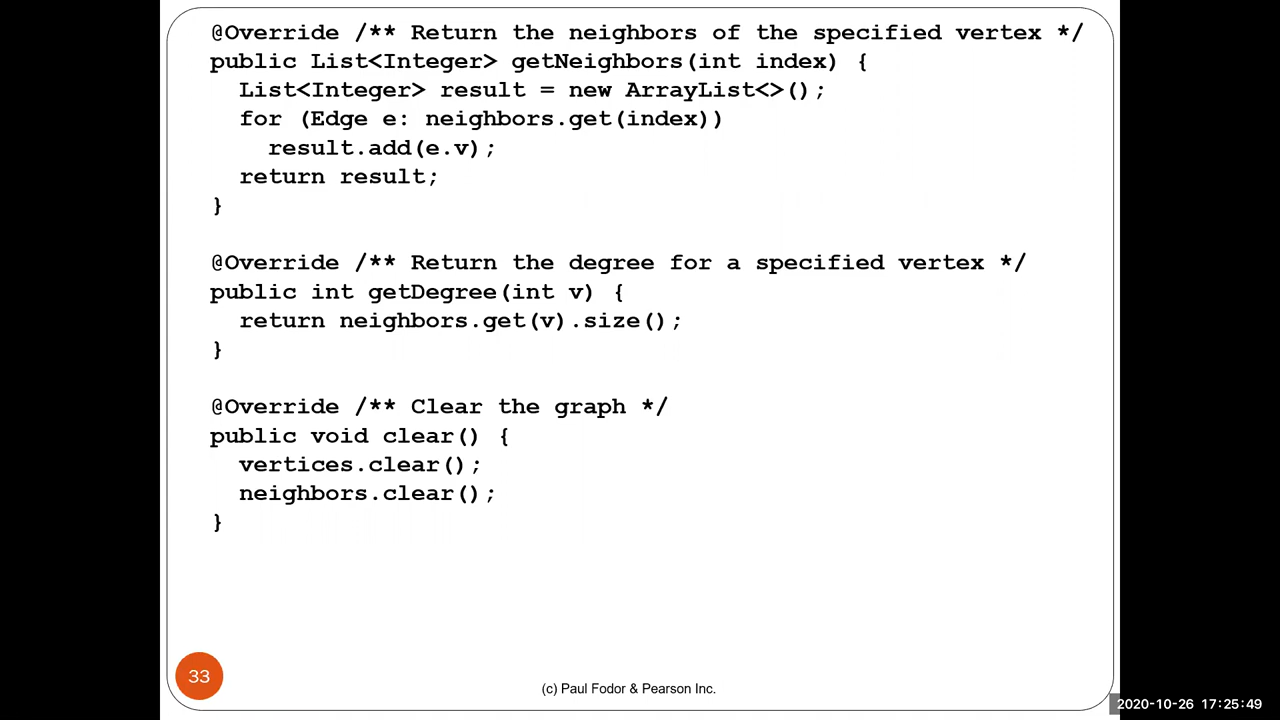 @Override /** Return the neighbors of the specified vertex */
public List<Integer> getNeighbors(int index) {
  List<Integer> result = new ArrayList<>();
  for (Edge e: neighbors.get(index))
    result.add(e.v);
  return result;
}
@Override /** Return the degree for a specified vertex */
public int getDegree(int v) {
  return neighbors.get(v).size();
}
@Override /** Clear the graph */
public void clear() {
  vertices.clear();
  neighbors.clear();
}
33
(c) Paul Fodor & Pearson Inc.
2020-10-26 17:25:49